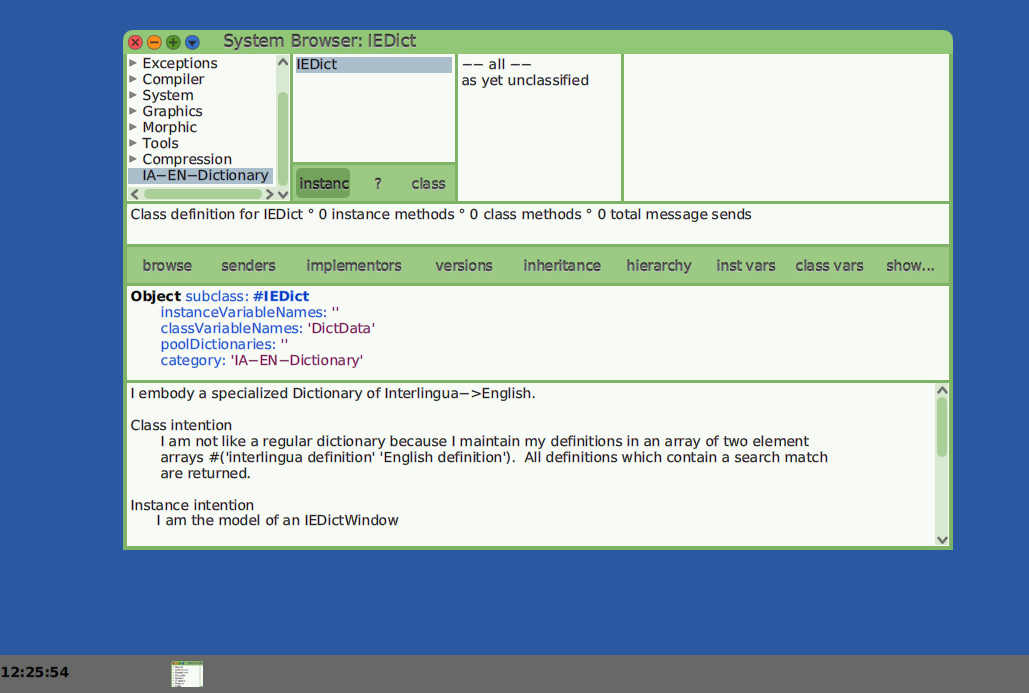 System Browser: IEDict
Exceptions
Compiler
System
Graphics
Morphic
Tools
Compression
IA−EN−Dictionary
IEDict
instanc ? class
−− all −−
as yet unclassified
Class definition for IEDict ° 0 instance methods ° 0 class methods ° 0 total message sends
browse senders implementors versions inheritance hierarchy inst vars class vars show...
Object subclass: #IEDict
instanceVariableNames: ''
classVariableNames: 'DictData'
poolDictionaries: ''
category: 'IA−EN−Dictionary'
I embody a specialized Dictionary of Interlingua−>English.
Class intention
I am not like a regular dictionary because I maintain my definitions in an array of two element
arrays #('interlingua definition' 'English definition').  All definitions which contain a search match
are returned.
Instance intention
I am the model of an IEDictWindow
12:25:54